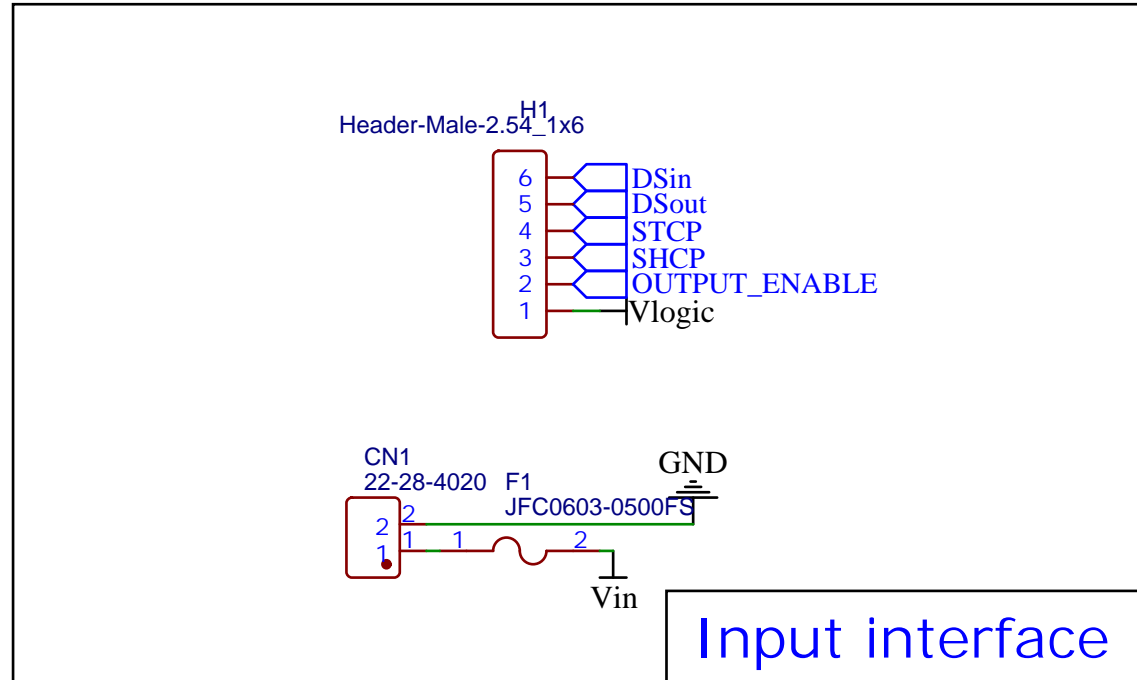 H1
Header-Male-2.54_1x6
6 DSin
5 DSout
4 STCP
3 SHCP
2 OUTPUT_ENABLE
1 Vlogic
CN1
22-28-4020
F1
JFC0603-0500FS
GND
2 2
1 1 1 2
Vin
Input interface